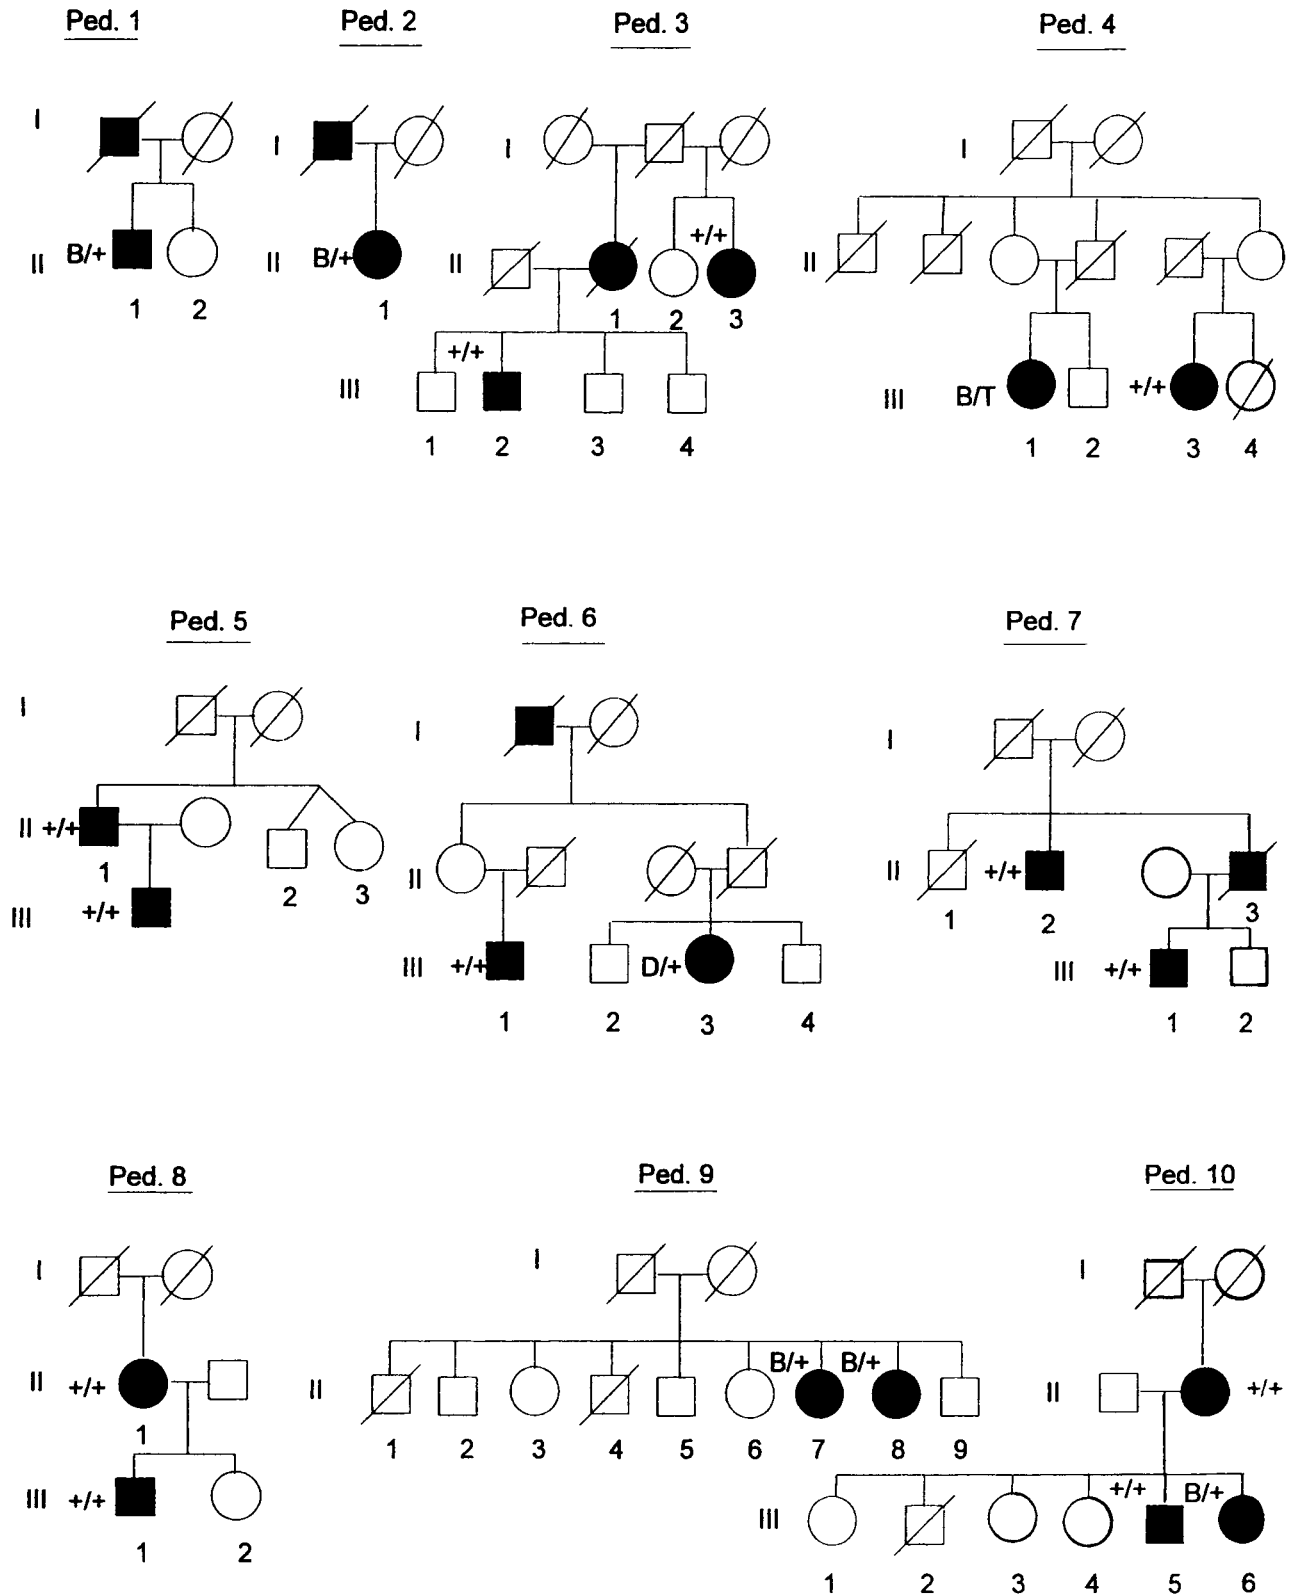 Ped. 1 Ped. 2 Ped. 3 Ped. 4
I I I I
II B/+ II B/+ II +/+ II
1 2 1 1 2 3
III +/+ III B/T +/+
1 2 3 4 1 2 3 4
Ped. 5 Ped. 6 Ped. 7
I I I
II +/+ II II +/+
1 2 3 1 2 3
III +/+ III +/+ D/+ III +/+
1 2 3 4 1 2
Ped. 8 Ped. 9 Ped. 10
I I I
II +/+ II B/+ B/+ II +/+
1 1 2 3 4 5 6 7 8 9
III +/+ III +/+ B/+
1 2 1 2 3 4 5 6